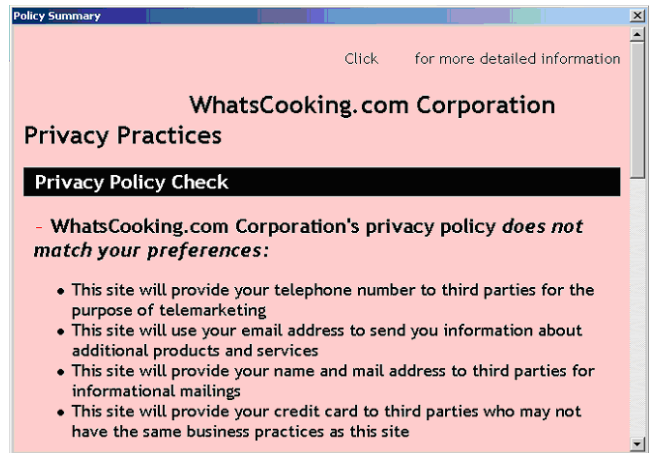 Policy Summary
Click for more detailed information
WhatsCooking.com Corporation
Privacy Practices
Privacy Policy Check
- WhatsCooking.com Corporation's privacy policy does not
match your preferences:
• This site will provide your telephone number to third parties for the
purpose of telemarketing
• This site will use your email address to send you information about
additional products and services
• This site will provide your name and mail address to third parties for
informational mailings
• This site will provide your credit card to third parties who may not
have the same business practices as this site